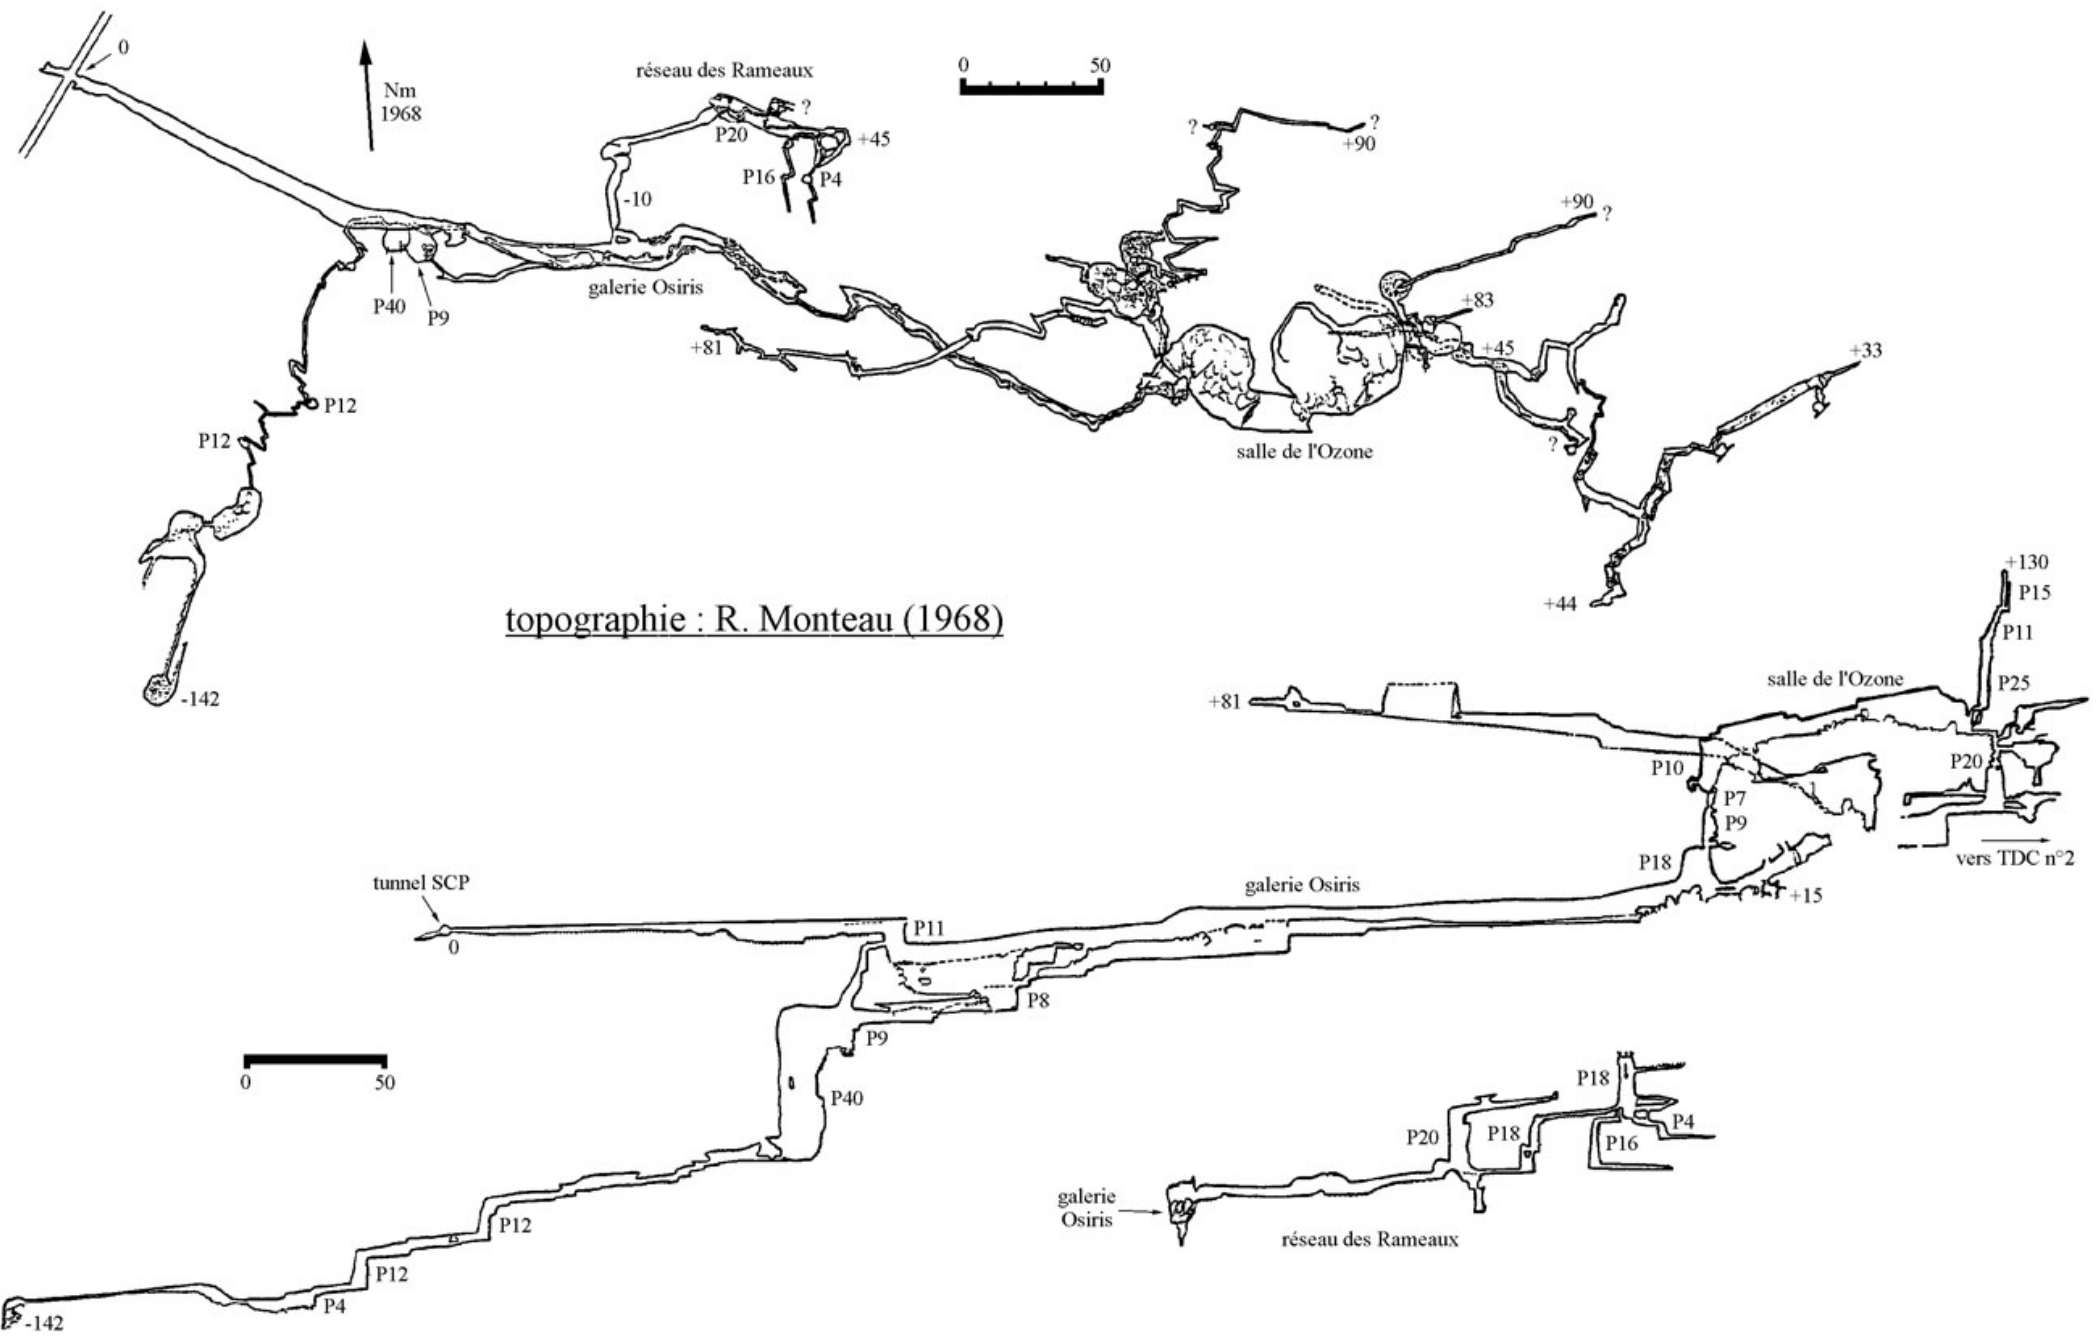 0
Nm
1968
réseau des Rameaux
?
P20
+45
P16
P4
-10
0
50
?
?
+90
+90
?
P40
P9
galerie Osiris
+81
+83
+45
+33
P12
P12
?
salle de l'Ozone
+44
-142
topographie : R. Monteau (1968)
+130
P15
P11
salle de l'Ozone
P25
+81
P10
P20
P7
P9
P18
vers TDC n°2
tunnel SCP
galerie Osiris
+15
0
P11
P8
P9
0
50
P40
P18
P20
P18
P4
P16
galerie
Osiris
réseau des Rameaux
P12
P12
P4
-142